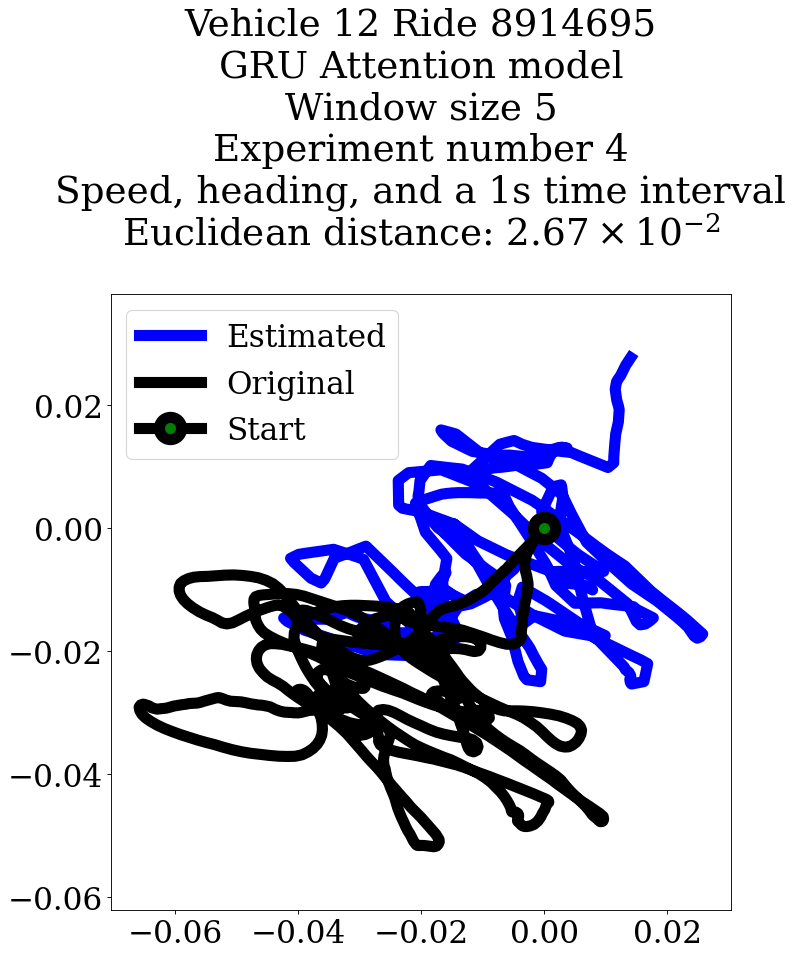 Vehicle 12 Ride 8914695
GRU Attention model
Window size 5
Experiment number 4
Speed, heading, and a 1s time interval
Euclidean distance: 2.67 × 10⁻²
Estimated
Original
Start
0.02
0.00
−0.02
−0.04
−0.06
−0.06 −0.04 −0.02 0.00 0.02